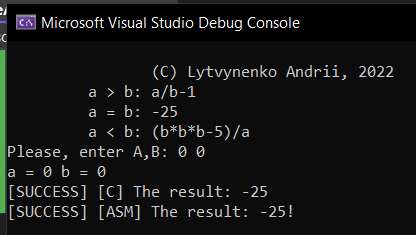 Microsoft Visual Studio Debug Console
(C) Lytvynenko Andrii, 2022
a > b: a/b-1
a = b: -25
a < b: (b*b*b-5)/a
Please, enter A,B: 0 0
a = 0 b = 0
[SUCCESS] [C] The result: -25
[SUCCESS] [ASM] The result: -25!